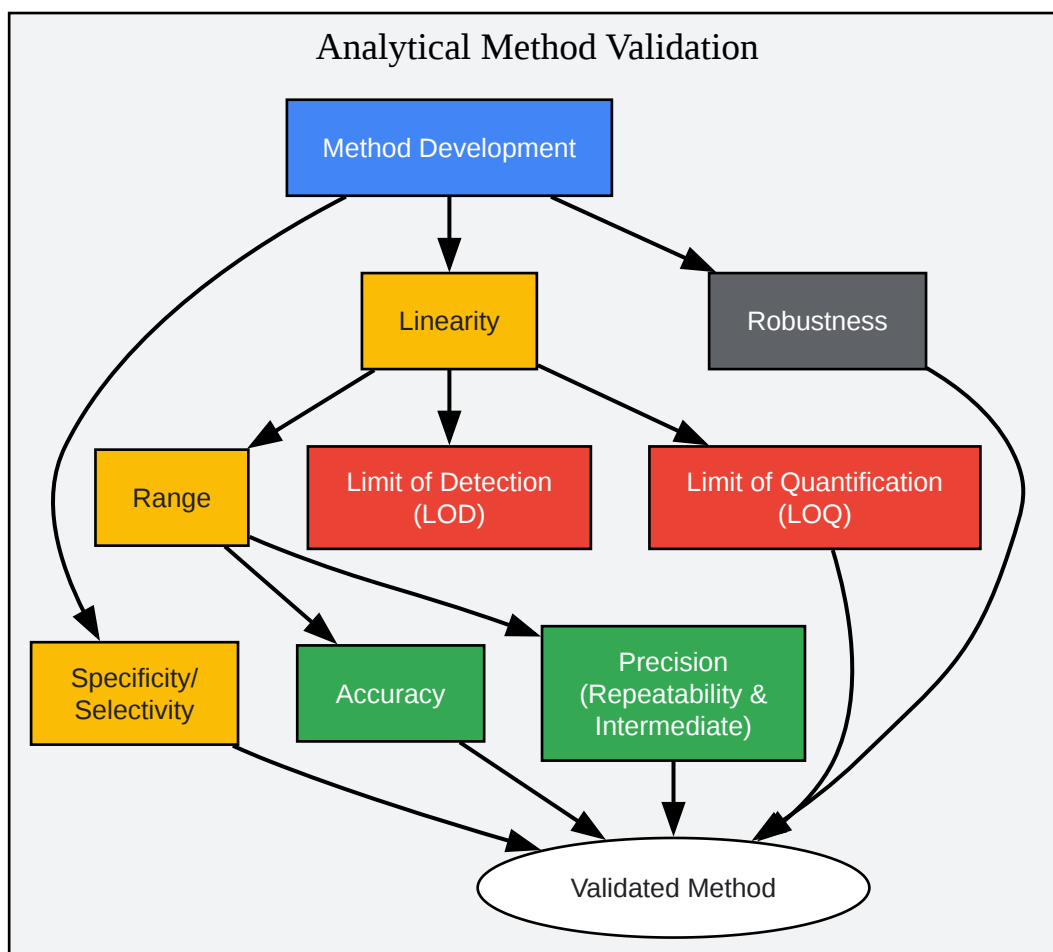 Analytical Method Validation
Method Development
Linearity
Robustness
Range
Limit of Detection
(LOD)
Limit of Quantification
(LOQ)
Specificity/
Selectivity
Accuracy
Precision
(Repeatability &
Intermediate)
Validated Method